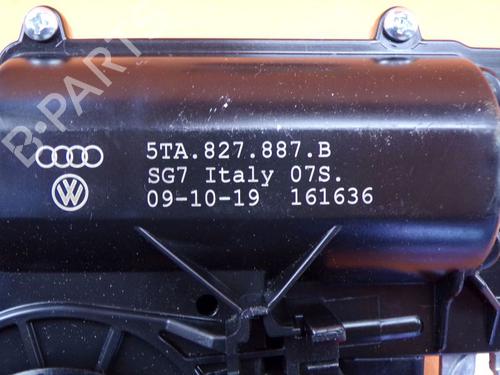 B-PARTS
5TA.827.887.B
SG7 Italy 07S.
09-10-19 161636